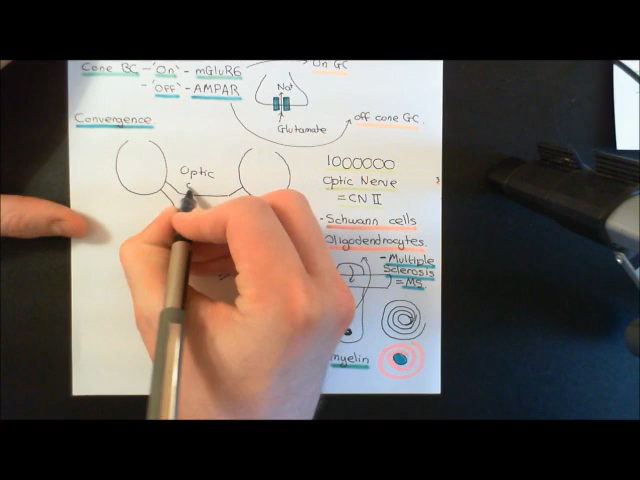 Cone BC - 'On' - mGluR6
On GC
'Off' - AMPAR
Na+
Glutamate
off cone GC.
Convergence
Optic
1000000
Optic Nerve
= CN II
- Schwann cells
Oligodendrocytes.
- Multiple
Sclerosis
= MS.
myelin